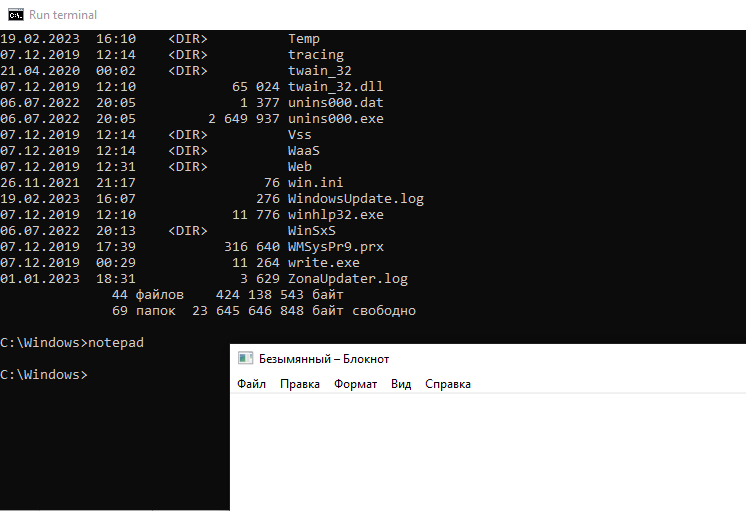 Run terminal
19.02.2023  16:10    <DIR>          Temp
07.12.2019  12:14    <DIR>          tracing
21.04.2020  00:02    <DIR>          twain_32
07.12.2019  12:10            65 024 twain_32.dll
06.07.2022  20:05             1 377 unins000.dat
06.07.2022  20:05         2 649 937 unins000.exe
07.12.2019  12:14    <DIR>          Vss
07.12.2019  12:14    <DIR>          WaaS
07.12.2019  12:31    <DIR>          Web
26.11.2021  21:17                76 win.ini
19.02.2023  16:07               276 WindowsUpdate.log
07.12.2019  12:10            11 776 winhlp32.exe
06.07.2022  20:13    <DIR>          WinSxS
07.12.2019  17:39           316 640 WMSysPr9.prx
07.12.2019  00:29            11 264 write.exe
01.01.2023  18:31             3 629 ZonaUpdater.log
44 файлов    424 138 543 байт
69 папок  23 645 646 848 байт свободно
C:\Windows>notepad
C:\Windows>
Безымянный – Блокнот
Файл Правка Формат Вид Справка